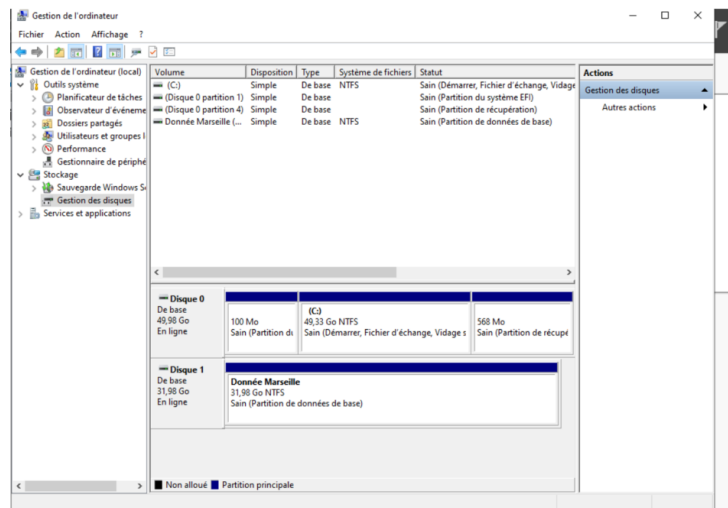 Gestion de l'ordinateur
Fichier Action Affichage ?
Gestion de l'ordinateur (local)
Outils système
Planificateur de tâches
Observateur d'événeme
Dossiers partagés
Utilisateurs et groupes l
Performance
Gestionnaire de périphé
Stockage
Sauvegarde Windows S
Gestion des disques
Services et applications
Volume Disposition Type Système de fichiers Statut
(C:) Simple De base NTFS Sain (Démarrer, Fichier d'échange, Vidage
(Disque 0 partition 1) Simple De base Sain (Partition du système EFI)
(Disque 0 partition 4) Simple De base Sain (Partition de récupération)
Donnée Marseille (... Simple De base NTFS Sain (Partition de données de base)
Disque 0
De base
49,98 Go
En ligne
100 Mo
Sain (Partition du
(C:)
49,33 Go NTFS
Sain (Démarrer, Fichier d'échange, Vidage s
568 Mo
Sain (Partition de récupé
Disque 1
De base
31,98 Go
En ligne
Donnée Marseille
31,98 Go NTFS
Sain (Partition de données de base)
Non alloué Partition principale
Actions
Gestion des disques
Autres actions